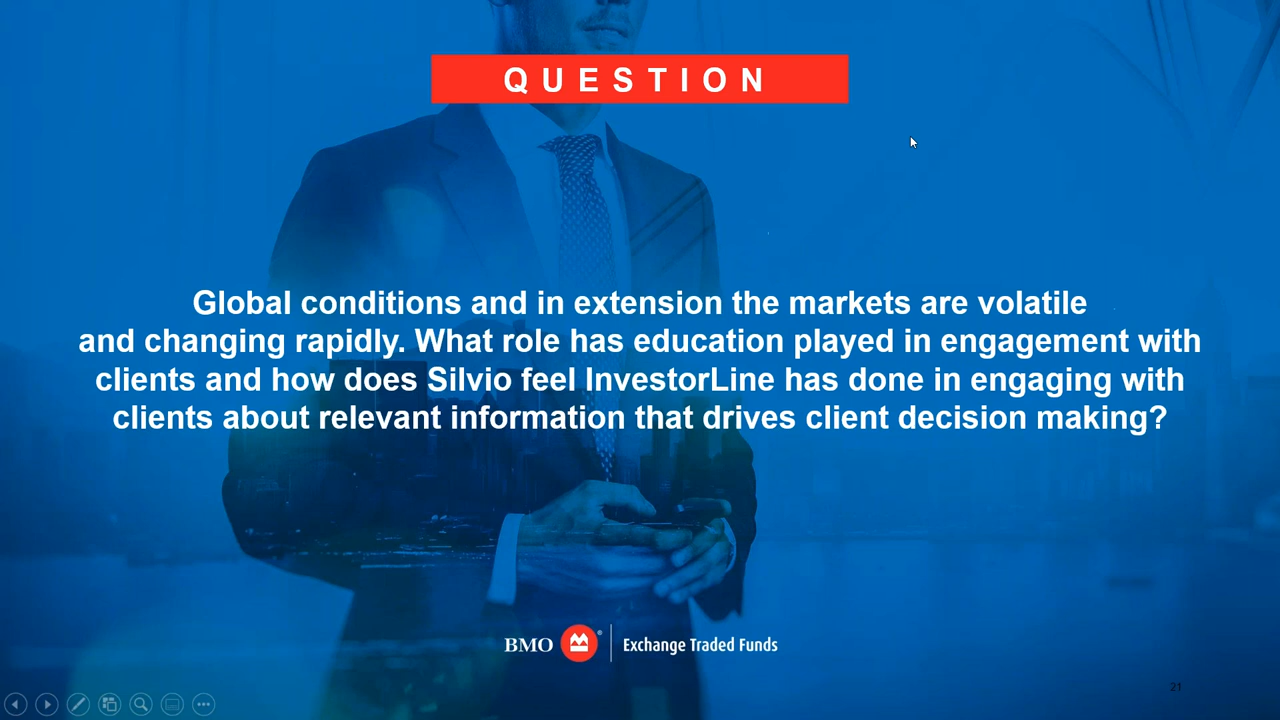 QUESTION
Global conditions and in extension the markets are volatile
and changing rapidly. What role has education played in engagement with
clients and how does Silvio feel InvestorLine has done in engaging with
clients about relevant information that drives client decision making?
BMO ® Exchange Traded Funds
21